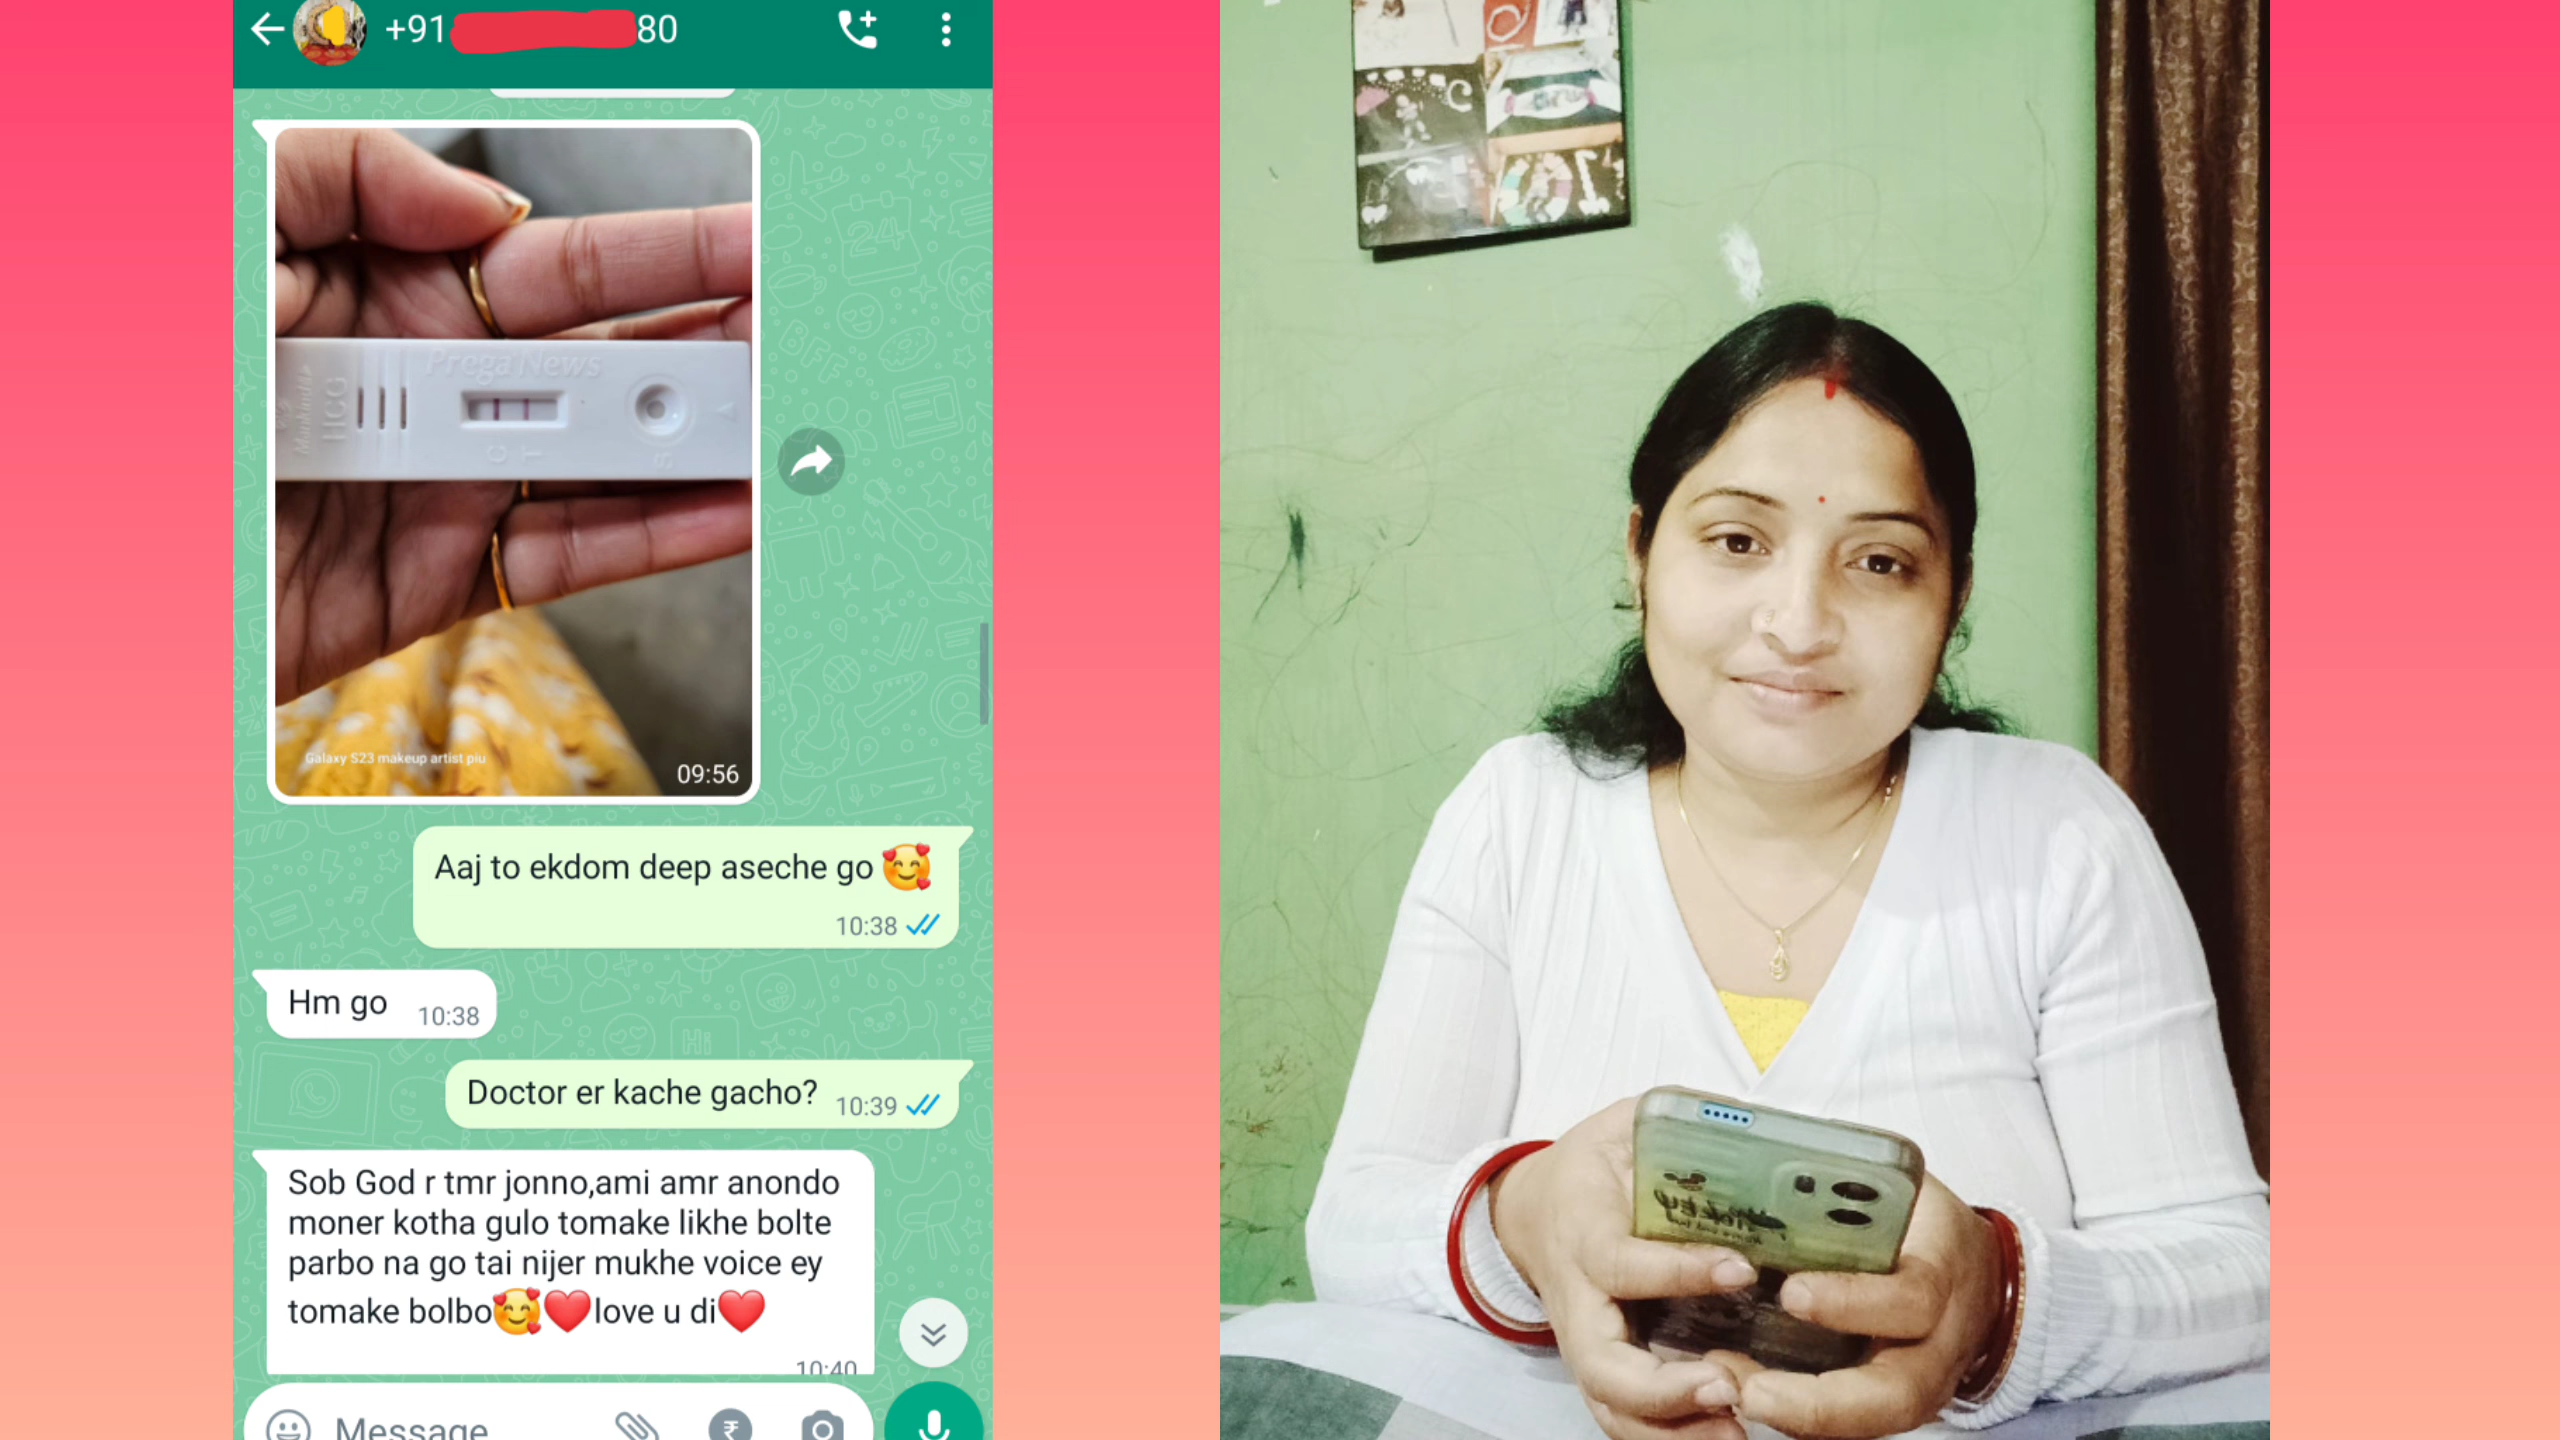 +91
80
PregaNews
Mankind
HCG
C
T
S
Galaxy S23 makeup artist piu
09:56
Aaj to ekdom deep aseche go
10:38
Hm go
10:38
Doctor er kache gacho?
10:39
Sob God r tmr jonno,ami amr anondo
moner kotha gulo tomake likhe bolte
parbo na go tai nijer mukhe voice ey
tomake bolbo🥰❤️love u di❤️
10:40
Message